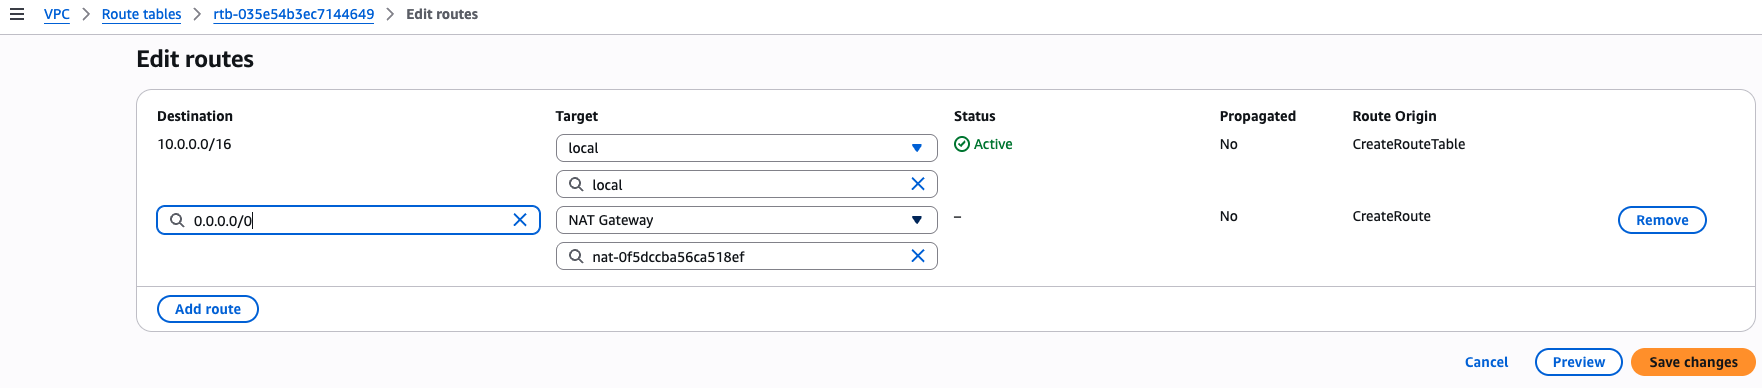 VPC > Route tables > rtb-035e54b3ec7144649 > Edit routes
Edit routes
Destination Target Status Propagated Route Origin
10.0.0.0/16 local Active No CreateRouteTable
local
0.0.0.0/0 NAT Gateway – No CreateRoute Remove
nat-0f5dccba56ca518ef
Add route
Cancel Preview Save changes